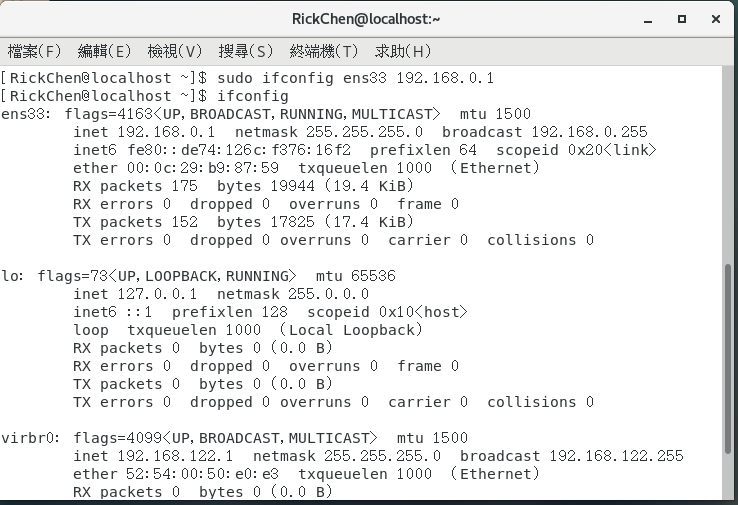 RickChen@localhost:~
檔案(F) 編輯(E) 檢視(V) 搜尋(S) 終端機(T) 求助(H)
[RickChen@localhost ~]$ sudo ifconfig ens33 192.168.0.1
[RickChen@localhost ~]$ ifconfig
ens33: flags=4163<UP,BROADCAST,RUNNING,MULTICAST>  mtu 1500
        inet 192.168.0.1  netmask 255.255.255.0  broadcast 192.168.0.255
        inet6 fe80::de74:126c:f376:16f2  prefixlen 64  scopeid 0x20<link>
        ether 00:0c:29:b9:87:59  txqueuelen 1000  (Ethernet)
        RX packets 175  bytes 19944 (19.4 KiB)
        RX errors 0  dropped 0  overruns 0  frame 0
        TX packets 152  bytes 17825 (17.4 KiB)
        TX errors 0  dropped 0 overruns 0  carrier 0  collisions 0
lo: flags=73<UP,LOOPBACK,RUNNING>  mtu 65536
        inet 127.0.0.1  netmask 255.0.0.0
        inet6 ::1  prefixlen 128  scopeid 0x10<host>
        loop  txqueuelen 1000  (Local Loopback)
        RX packets 0  bytes 0 (0.0 B)
        RX errors 0  dropped 0  overruns 0  frame 0
        TX packets 0  bytes 0 (0.0 B)
        TX errors 0  dropped 0 overruns 0  carrier 0  collisions 0
virbr0: flags=4099<UP,BROADCAST,MULTICAST>  mtu 1500
        inet 192.168.122.1  netmask 255.255.255.0  broadcast 192.168.122.255
        ether 52:54:00:50:e0:e3  txqueuelen 1000  (Ethernet)
        RX packets 0  bytes 0 (0.0 B)